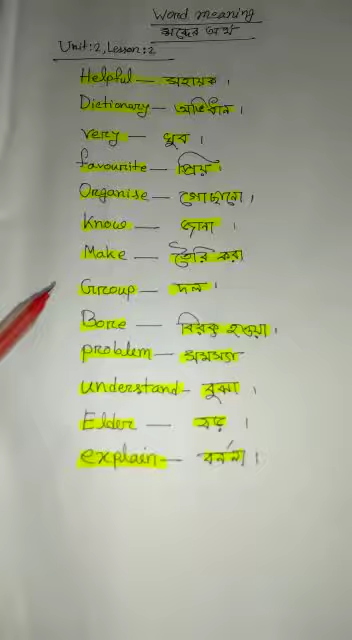 Word meaning
শব্দের অর্থ
Unit:2, Lesson:2
Helpful — সহায়ক ।
Dictionary — অভিধান ।
Very — খুব ।
favourite — প্রিয় ।
Organise — গোছানো ।
Know — জানা ।
Make — তৈরি করা
Group — দল ।
Bore — বিরক্ত হওয়া ।
problem — সমস্যা
understand - বুঝা ।
Elder — বড় ।
explain — বর্ননা ।